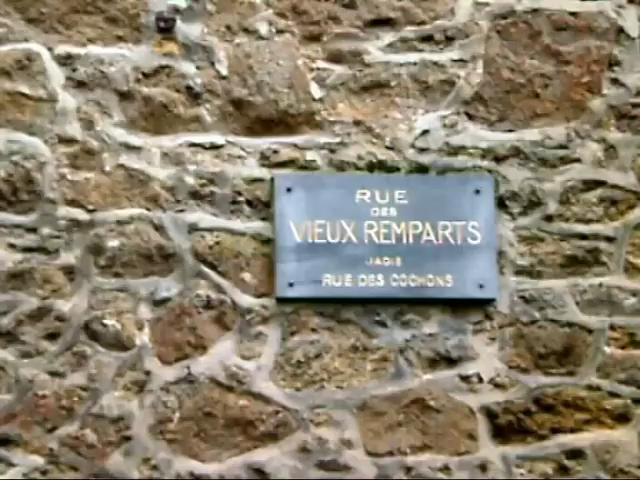 RUE
DES
VIEUX REMPARTS
JADIS
RUE DES COCHONS